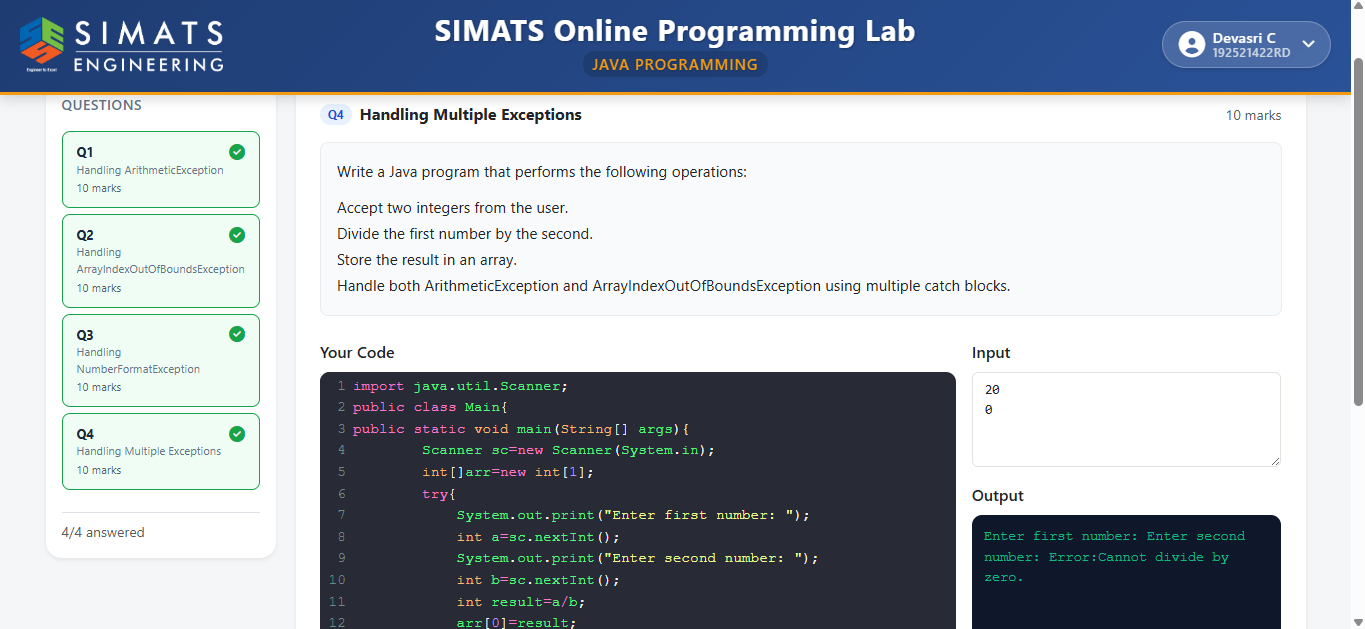 SIMATS
ENGINEERING
Engineer to Excel
SIMATS Online Programming Lab
JAVA PROGRAMMING
Devasri C
192521422RD
QUESTIONS
Q1
Handling ArithmeticException
10 marks
Q2
Handling
ArrayIndexOutOfBoundsException
10 marks
Q3
Handling
NumberFormatException
10 marks
Q4
Handling Multiple Exceptions
10 marks
4/4 answered
Q4 Handling Multiple Exceptions
10 marks
Write a Java program that performs the following operations:
Accept two integers from the user.
Divide the first number by the second.
Store the result in an array.
Handle both ArithmeticException and ArrayIndexOutOfBoundsException using multiple catch blocks.
Your Code
1 import java.util.Scanner;
2 public class Main{
3 public static void main(String[] args){
4 Scanner sc=new Scanner(System.in);
5 int[]arr=new int[1];
6 try{
7 System.out.print("Enter first number: ");
8 int a=sc.nextInt();
9 System.out.print("Enter second number: ");
10 int b=sc.nextInt();
11 int result=a/b;
12 arr[0]=result;
Input
20
0
Output
Enter first number: Enter second
number: Error:Cannot divide by
zero.